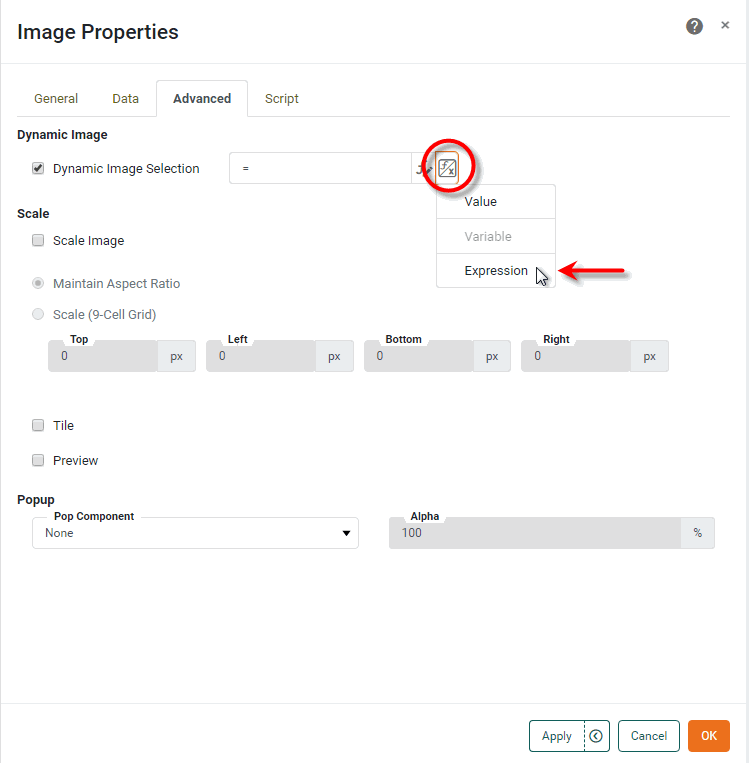 Image Properties
General Data Advanced Script
Dynamic Image
Dynamic Image Selection =
Value
Scale
Variable
Scale Image
Expression
Maintain Aspect Ratio
Scale (9-Cell Grid)
Top Left Bottom Right
0 px 0 px 0 px 0 px
Tile
Preview
Popup
Pop Component Alpha
None 100 %
Apply Cancel OK